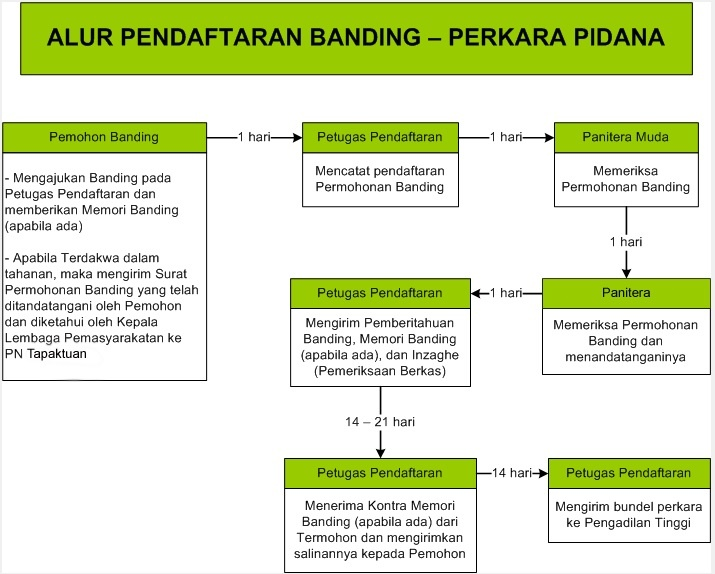 ALUR PENDAFTARAN BANDING – PERKARA PIDANA
Pemohon Banding
- Mengajukan Banding pada
Petugas Pendaftaran dan
memberikan Memori Banding
(apabila ada)
- Apabila Terdakwa dalam
tahanan, maka mengirim Surat
Permohonan Banding yang telah
ditandatangani oleh Pemohon
dan diketahui oleh Kepala
Lembaga Pemasyarakatan ke
PN Tapaktuan
1 hari
Petugas Pendaftaran
Mencatat pendaftaran
Permohonan Banding
1 hari
Panitera Muda
Memeriksa
Permohonan Banding
1 hari
Panitera
Memeriksa Permohonan
Banding dan
menandatanganinya
1 hari
Petugas Pendaftaran
Mengirim Pemberitahuan
Banding, Memori Banding
(apabila ada), dan Inzaghe
(Pemeriksaan Berkas)
14 – 21 hari
Petugas Pendaftaran
Menerima Kontra Memori
Banding (apabila ada) dari
Termohon dan mengirimkan
salinannya kepada Pemohon
14 hari
Petugas Pendaftaran
Mengirim bundel perkara
ke Pengadilan Tinggi